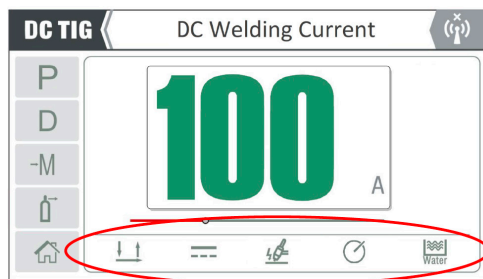 DC TIG
DC Welding Current
P
D
-M
100
A
Water